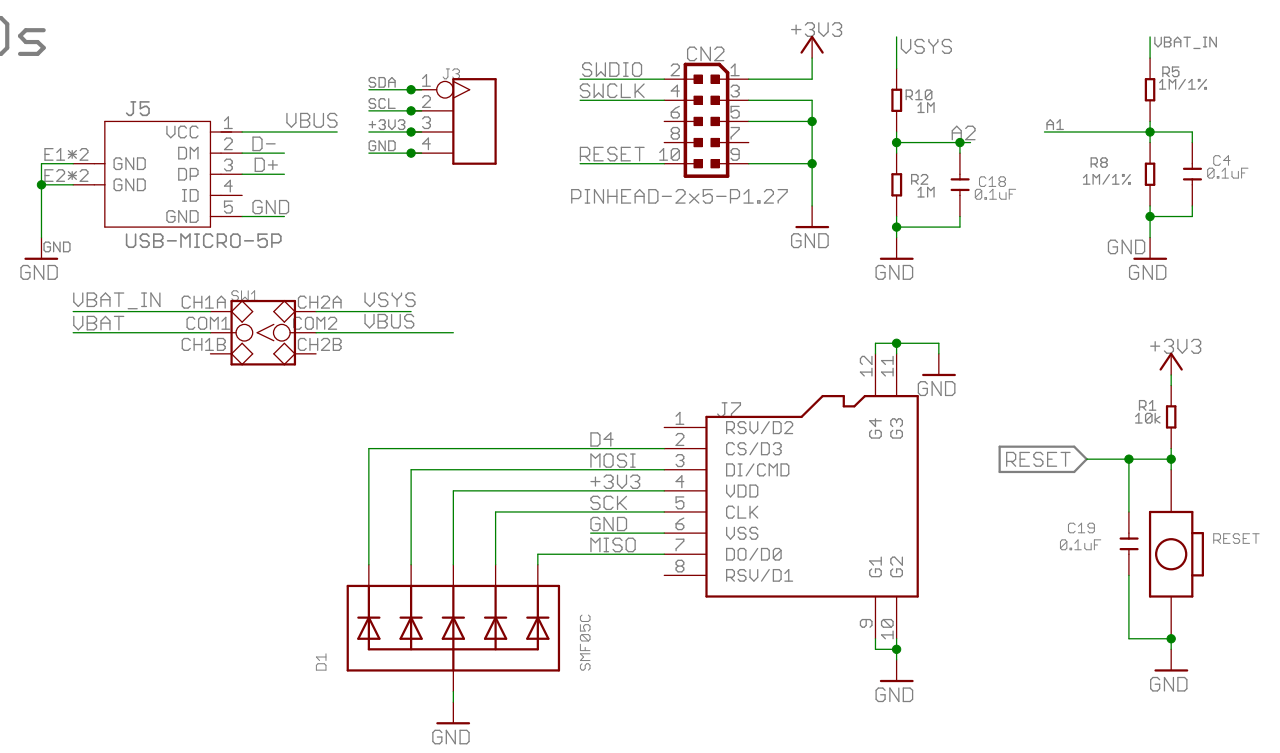 0s
J5
VCC 1 VBUS
DM 2 D-
DP 3 D+
ID 4
GND 5 GND
E1*2 GND
E2*2 GND
USB-MICRO-5P
GND
GND
J3
SDA 1
SCL 2
+3V3 3
GND 4
CN2
+3V3
SWDIO 2 1
SWCLK 4 3
6 5
8 7
RESET 10 9
PINHEAD-2x5-P1.27
GND
VSYS
R10
1M
A2
R2
1M
C18
0.1uF
GND
VBAT_IN
R5
1M/1%
A1
R8
1M/1%
C4
0.1uF
GND
GND
SW1
VBAT_IN CH1A CH2A VSYS
VBAT COM1 COM2 VBUS
CH1B CH2B
J7
12 11
GND
G4 G3
1 RSV/D2
D4 2 CS/D3
MOSI 3 DI/CMD
+3V3 4 VDD
SCK 5 CLK
GND 6 VSS
MISO 7 DO/D0
8 RSV/D1
G1 G2
9 10
GND
D1
SMF05C
GND
+3V3
R1
10k
RESET
C19
0.1uF
RESET
GND